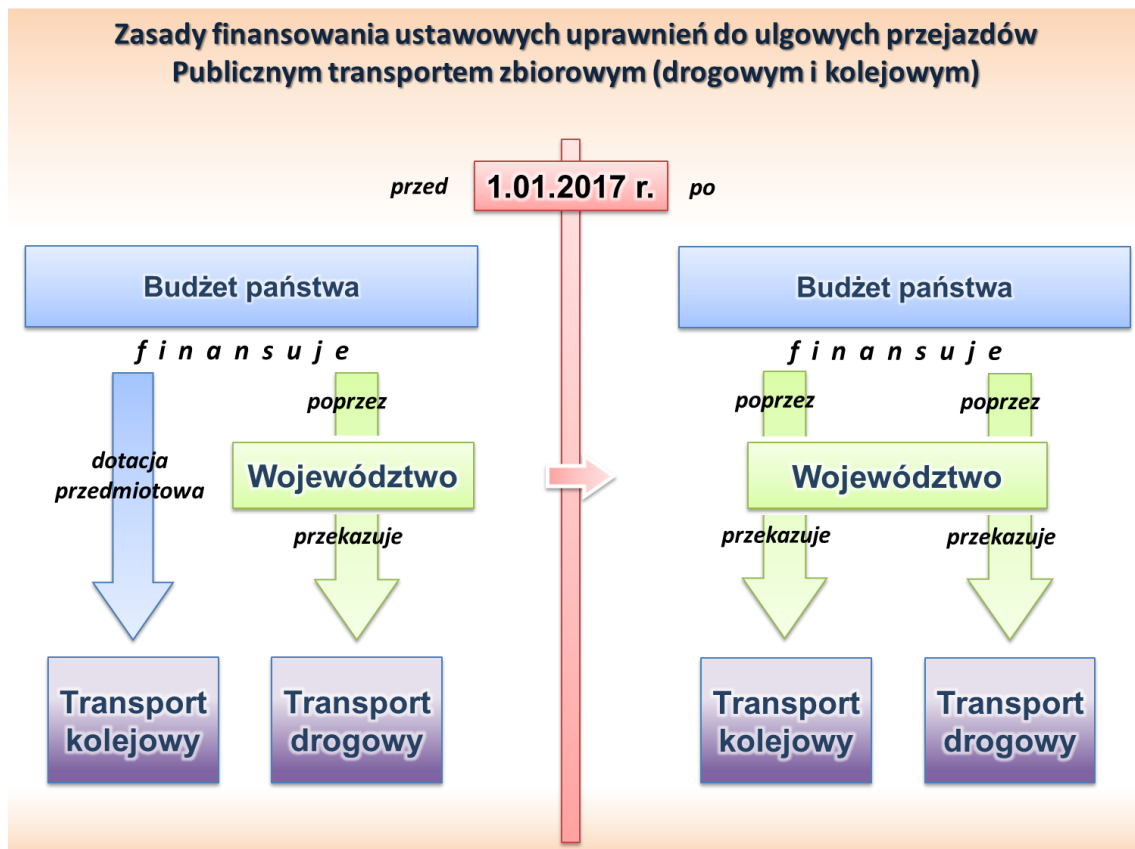 Zasady finansowania ustawowych uprawnień do ulgowych przejazdów
Publicznym transportem zbiorowym (drogowym i kolejowym)
przed
1.01.2017 r.
po
Budżet państwa
f i n a n s u j e
dotacja
przedmiotowa
poprzez
Województwo
przekazuje
Transport
kolejowy
Transport
drogowy
Budżet państwa
f i n a n s u j e
poprzez
poprzez
Województwo
przekazuje
przekazuje
Transport
kolejowy
Transport
drogowy